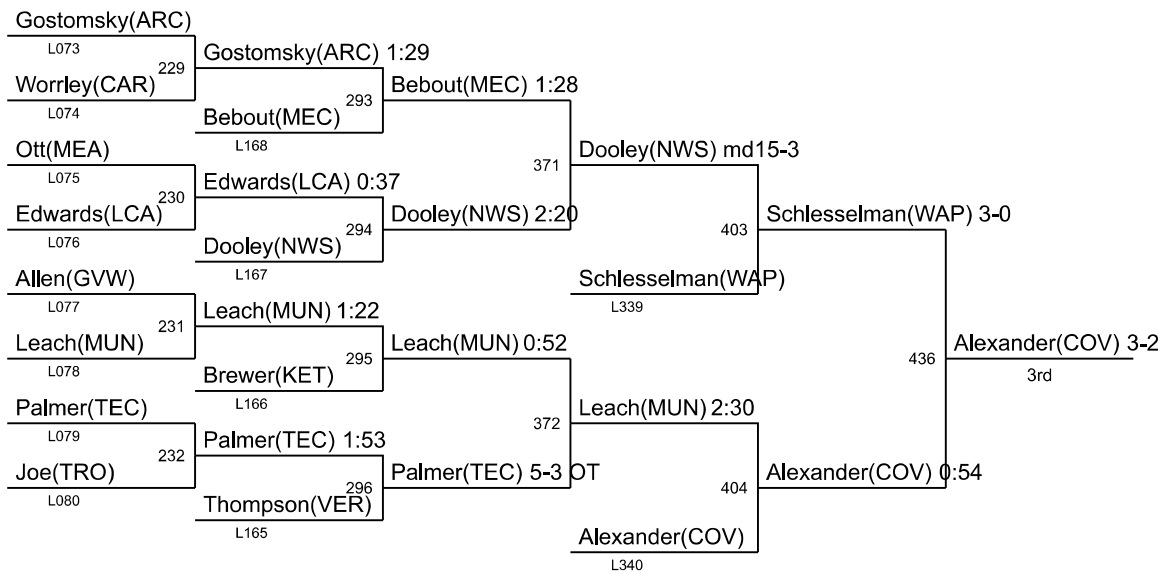 Gostomsky(ARC)
L073
Gostomsky(ARC) 1:29
229
Worrley(CAR)
Bebout(MEC) 1:28
293
L074
Bebout(MEC)
L168
Ott(MEA)
Dooley(NWS) md15-3
371
L075
Edwards(LCA) 0:37
230
Edwards(LCA)
Dooley(NWS) 2:20
Schlesselman(WAP) 3-0
294
403
L076
Dooley(NWS)
L167
Allen(GVW)
Schlesselman(WAP)
L077
L339
Leach(MUN) 1:22
231
Leach(MUN)
Leach(MUN) 0:52
Alexander(COV) 3-2
295
436
L078
Brewer(KET)
3rd
L166
Palmer(TEC)
Leach(MUN) 2:30
372
L079
Palmer(TEC) 1:53
232
Joe(TRO)
Palmer(TEC) 5-3 OT
Alexander(COV) 0:54
296
404
L080
Thompson(VER)
L165
Alexander(COV)
L340